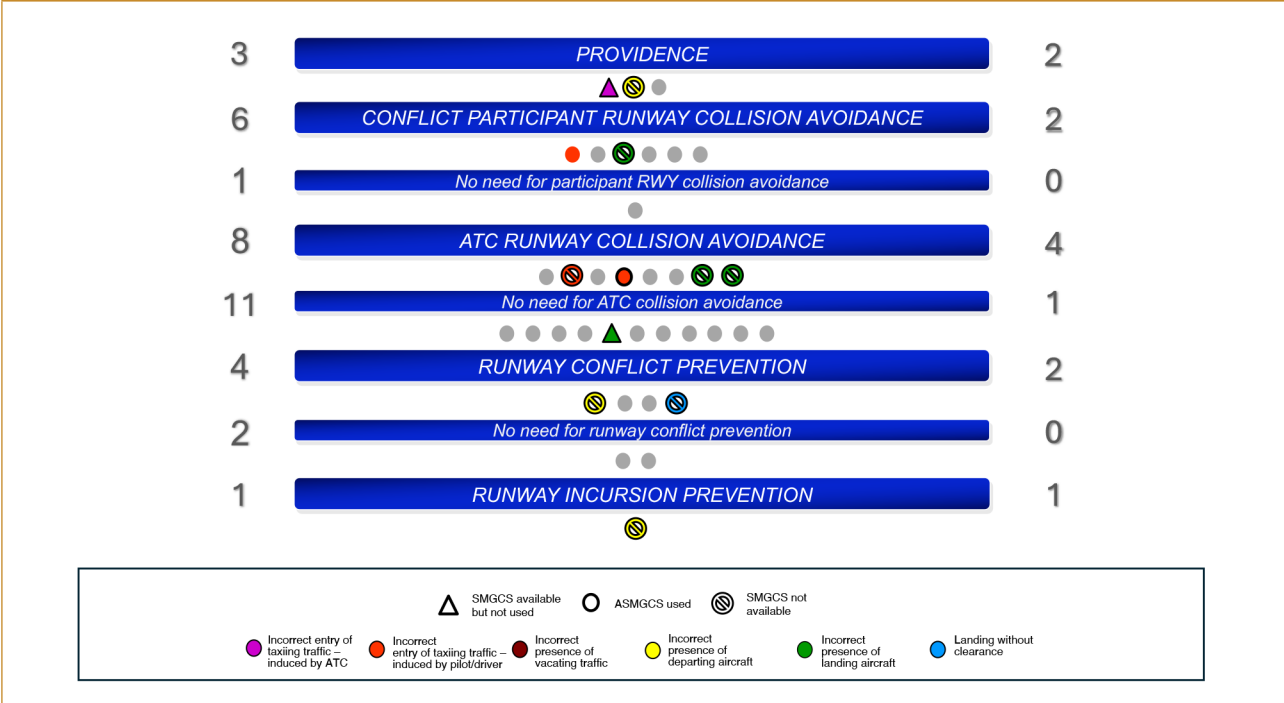 3 PROVIDENCE 2
6 CONFLICT PARTICIPANT RUNWAY COLLISION AVOIDANCE 2
1 No need for participant RWY collision avoidance 0
8 ATC RUNWAY COLLISION AVOIDANCE 4
11 No need for ATC collision avoidance 1
4 RUNWAY CONFLICT PREVENTION 2
2 No need for runway conflict prevention 0
1 RUNWAY INCURSION PREVENTION 1
SMGCS available
but not used
ASMGCS used
SMGCS not
available
Incorrect entry of
taxiing traffic –
induced by ATC
Incorrect
entry of taxiing traffic –
induced by pilot/driver
Incorrect
presence of
vacating traffic
Incorrect
presence of
departing aircraft
Incorrect
presence of
landing aircraft
Landing without
clearance